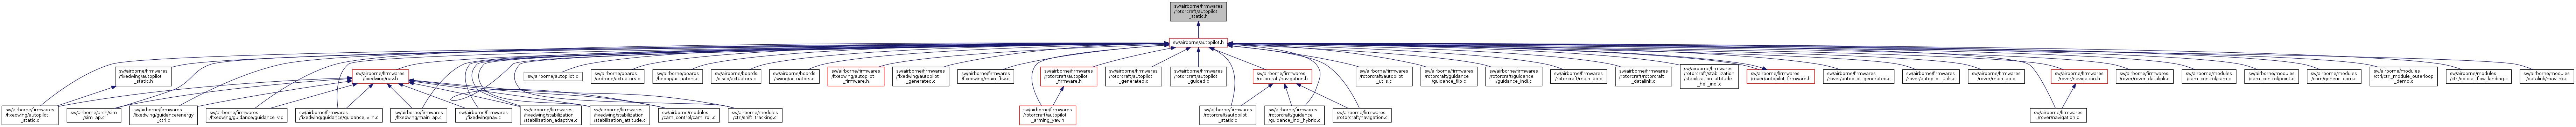 sw/airborne/firmwares
/rotorcraft/autopilot
_static.h
sw/airborne/autopilot.h
sw/airborne/firmwares
/fixedwing/autopilot
_static.h
sw/airborne/firmwares
/fixedwing/nav.h
sw/airborne/autopilot.c
sw/airborne/boards
/ardrone/actuators.c
sw/airborne/boards
/bebop/actuators.c
sw/airborne/boards
/disco/actuators.c
sw/airborne/boards
/swing/actuators.c
sw/airborne/firmwares
/fixedwing/autopilot
_firmware.h
sw/airborne/firmwares
/fixedwing/autopilot
_generated.c
sw/airborne/firmwares
/fixedwing/main_fbw.c
sw/airborne/firmwares
/rotorcraft/autopilot
_firmware.h
sw/airborne/firmwares
/rotorcraft/autopilot
_generated.c
sw/airborne/firmwares
/rotorcraft/autopilot
_guided.c
sw/airborne/firmwares
/rotorcraft/navigation.h
sw/airborne/firmwares
/rotorcraft/autopilot
_utils.c
sw/airborne/firmwares
/rotorcraft/guidance
/guidance_flip.c
sw/airborne/firmwares
/rotorcraft/guidance
/guidance_indi.c
sw/airborne/firmwares
/rotorcraft/main_ap.c
sw/airborne/firmwares
/rotorcraft/rotorcraft
_datalink.c
sw/airborne/firmwares
/rotorcraft/stabilization
/stabilization_attitude
_heli_indi.c
sw/airborne/firmwares
/rover/autopilot_firmware.h
sw/airborne/firmwares
/rover/autopilot_generated.c
sw/airborne/firmwares
/rover/autopilot_utils.c
sw/airborne/firmwares
/rover/main_ap.c
sw/airborne/firmwares
/rover/navigation.h
sw/airborne/firmwares
/rover/rover_datalink.c
sw/airborne/modules
/cam_control/cam.c
sw/airborne/modules
/cam_control/point.c
sw/airborne/modules
/com/generic_com.c
sw/airborne/modules
/ctrl/ctrl_module_outerloop
_demo.c
sw/airborne/modules
/ctrl/optical_flow_landing.c
sw/airborne/modules
/datalink/mavlink.c
sw/airborne/firmwares
/fixedwing/autopilot
_static.c
sw/airborne/arch/sim
/sim_ap.c
sw/airborne/firmwares
/fixedwing/guidance/energy
_ctrl.c
sw/airborne/firmwares
/fixedwing/guidance/guidance_v.c
sw/airborne/firmwares
/fixedwing/guidance/guidance_v_n.c
sw/airborne/firmwares
/fixedwing/main_ap.c
sw/airborne/firmwares
/fixedwing/nav.c
sw/airborne/firmwares
/fixedwing/stabilization
/stabilization_adaptive.c
sw/airborne/firmwares
/fixedwing/stabilization
/stabilization_attitude.c
sw/airborne/modules
/cam_control/cam_roll.c
sw/airborne/modules
/ctrl/shift_tracking.c
sw/airborne/firmwares
/rotorcraft/autopilot
_arming_yaw.h
sw/airborne/firmwares
/rotorcraft/autopilot
_static.c
sw/airborne/firmwares
/rotorcraft/guidance
/guidance_indi_hybrid.c
sw/airborne/firmwares
/rotorcraft/navigation.c
sw/airborne/firmwares
/rover/navigation.c